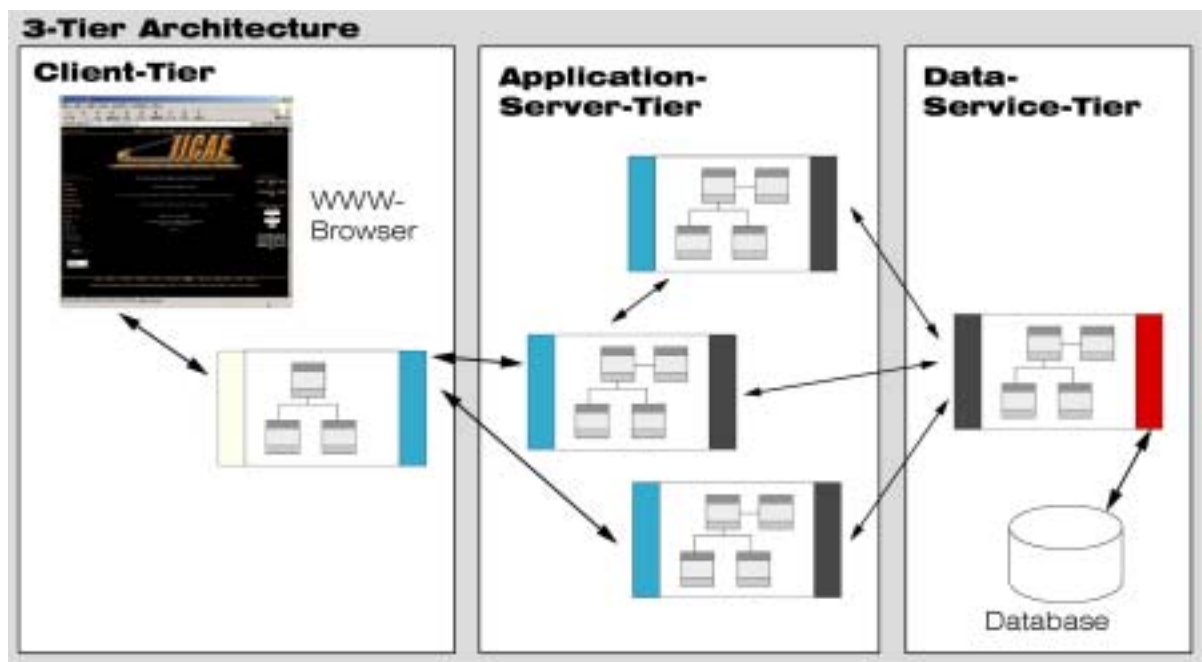 3-Tier Architecture
Client-Tier
WWW-
Browser
Application-
Server-Tier
Data-
Service-Tier
Database